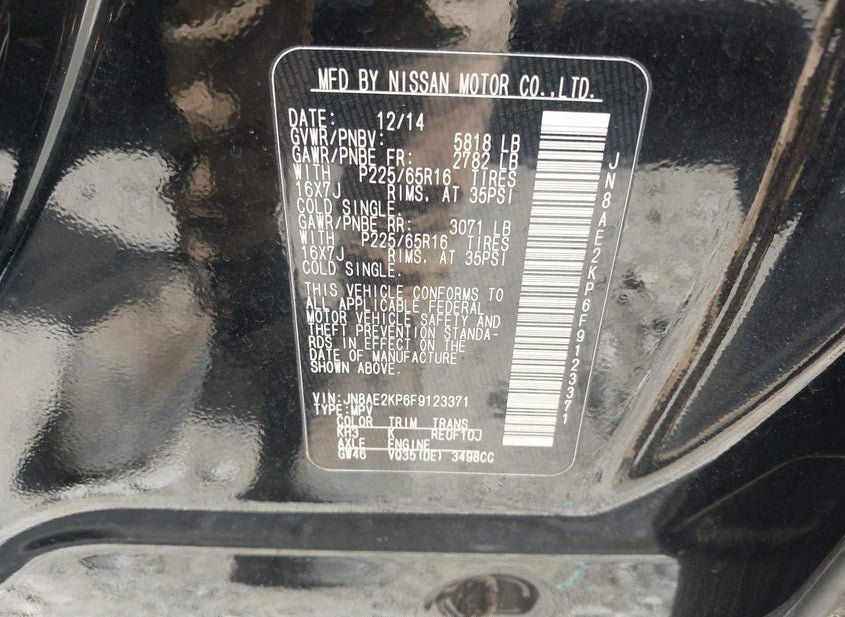 MFD BY NISSAN MOTOR CO.,LTD.
DATE: 12/14
GVWR/PNBV: 5818 LB
GAWR/PNBE FR: 2782 LB
WITH P225/65R16 TIRES
16X7J RIMS. AT 35PSI
COLD SINGLE.
GAWR/PNBE RR: 3071 LB
WITH P225/65R16 TIRES
16X7J RIMS. AT 35PSI
COLD SINGLE.
THIS VEHICLE CONFORMS TO
ALL APPLICABLE FEDERAL
MOTOR VEHICLE SAFETY AND
THEFT PREVENTION STANDA-
RDS IN EFFECT ON THE
DATE OF MANUFACTURE
SHOWN ABOVE.
VIN:JN8AE2KP6F9123371
TYPE:MPV
COLOR TRIM TRANS
KH3 K RE0F10J
AXLE ENGINE
GW46 VQ35(DE) 3498CC
JN8AE2KP6F9123371